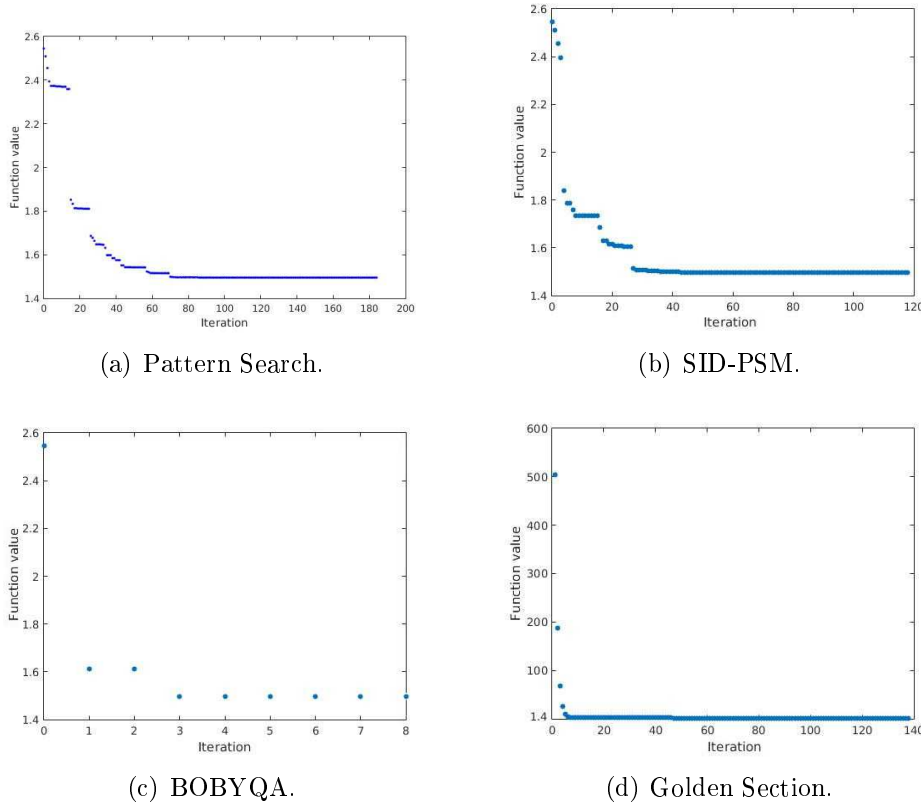 2.6
2.4
2.2
2
1.8
1.6
1.4
Function value
0 20 40 60 80 100 120 140 160 180 200
Iteration
(a) Pattern Search.
2.6
2.4
2.2
2
1.8
1.6
1.4
Function value
0 20 40 60 80 100 120
Iteration
(b) SID-PSM.
2.6
2.4
2.2
2
1.8
1.6
1.4
Function value
0 1 2 3 4 5 6 7 8
Iteration
(c) BOBYQA.
600
500
400
300
200
100
1.4
Function value
0 20 40 60 80 100 120 140
Iteration
(d) Golden Section.